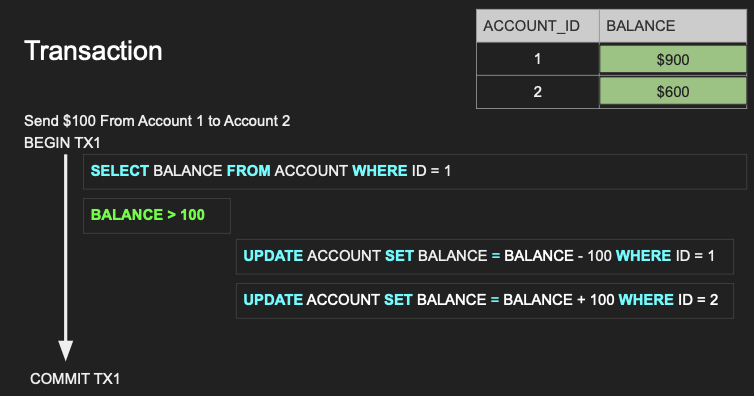 Transaction
ACCOUNT_ID BALANCE
1 $900
2 $600
Send $100 From Account 1 to Account 2
BEGIN TX1
SELECT BALANCE FROM ACCOUNT WHERE ID = 1
BALANCE > 100
UPDATE ACCOUNT SET BALANCE = BALANCE - 100 WHERE ID = 1
UPDATE ACCOUNT SET BALANCE = BALANCE + 100 WHERE ID = 2
COMMIT TX1